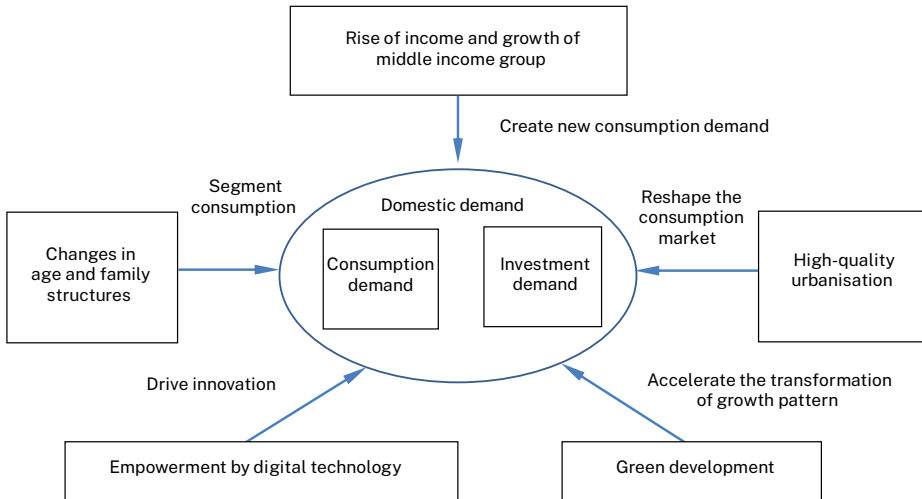 Rise of income and growth of
middle income group
Create new consumption demand
Segment
consumption
Domestic demand
Reshape the
consumption
market
Changes in
age and family
structures
Consumption
demand
Investment
demand
High-quality
urbanisation
Drive innovation
Accelerate the transformation
of growth pattern
Empowerment by digital technology
Green development